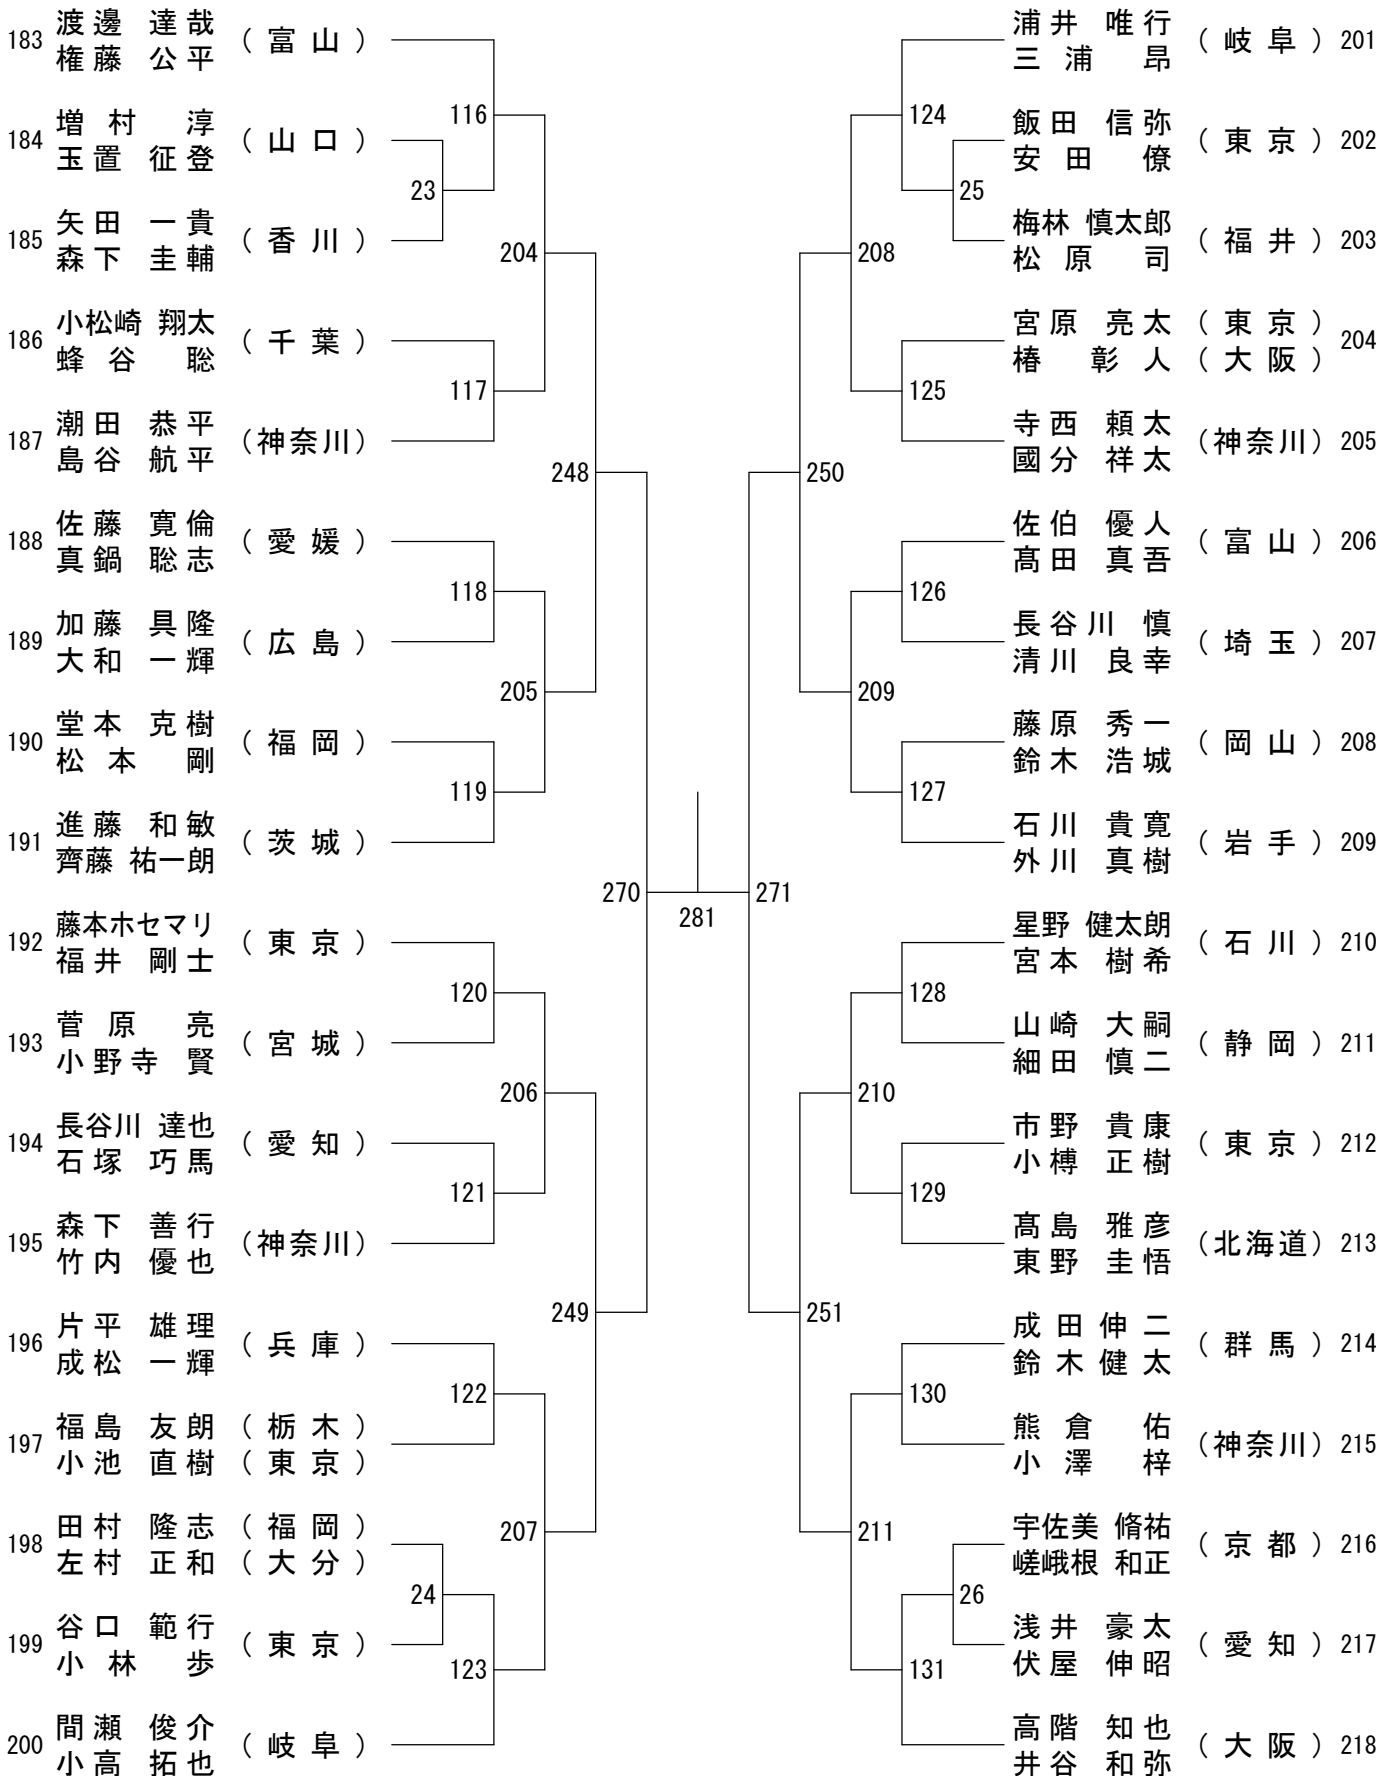 183 渡邊 達哉 (富山)
権藤 公平
116
184 増村 淳 (山口)
玉置 征登
23
185 矢田 一貴 (香川)
森下 圭輔
204
186 小松崎 翔太 (千葉)
蜂谷 聡
117
187 潮田 恭平 (神奈川)
島谷 航平
248
188 佐藤 寛倫 (愛媛)
真鍋 聡志
118
189 加藤 具隆 (広島)
大和 一輝
205
190 堂本 克樹 (福岡)
松本 剛
119
191 進藤 和敏 (茨城)
齊藤 祐一朗
270
192 藤本ホセマリ (東京)
福井 剛士
120
193 菅原 亮 (宮城)
小野寺 賢
206
194 長谷川 達也 (愛知)
石塚 巧馬
121
195 森下 善行 (神奈川)
竹内 優也
249
196 片平 雄理 (兵庫)
成松 一輝
122
197 福島 友朗 (栃木)
小池 直樹 (東京)
198 田村 隆志 (福岡)
左村 正和 (大分)
207
24
199 谷口 範行 (東京)
小林 歩
123
200 間瀬 俊介 (岐阜)
小高 拓也
281
浦井 唯行 (岐阜) 201
三浦 昂
124
飯田 信弥 (東京) 202
安田 僚
25
梅林 慎太郎 (福井) 203
松原 司
208
宮原 亮太 (東京) 204
椿 彰人 (大阪)
125
寺西 頼太 (神奈川) 205
國分 祥太
250
佐伯 優人 (富山) 206
髙田 真吾
126
長谷川 慎 (埼玉) 207
清川 良幸
209
藤原 秀一 (岡山) 208
鈴木 浩城
127
石川 貴寛 (岩手) 209
外川 真樹
271
星野 健太朗 (石川) 210
宮本 樹希
128
山崎 大嗣 (静岡) 211
細田 慎二
210
市野 貴康 (東京) 212
小榑 正樹
129
髙島 雅彦 (北海道) 213
東野 圭悟
251
成田伸二 (群馬) 214
鈴木健太
130
熊倉 佑 (神奈川) 215
小澤 梓
211
宇佐美 脩祐 (京都) 216
嵯峨根 和正
26
浅井 豪太 (愛知) 217
伏屋 伸昭
131
高階 知也 (大阪) 218
井谷 和弥